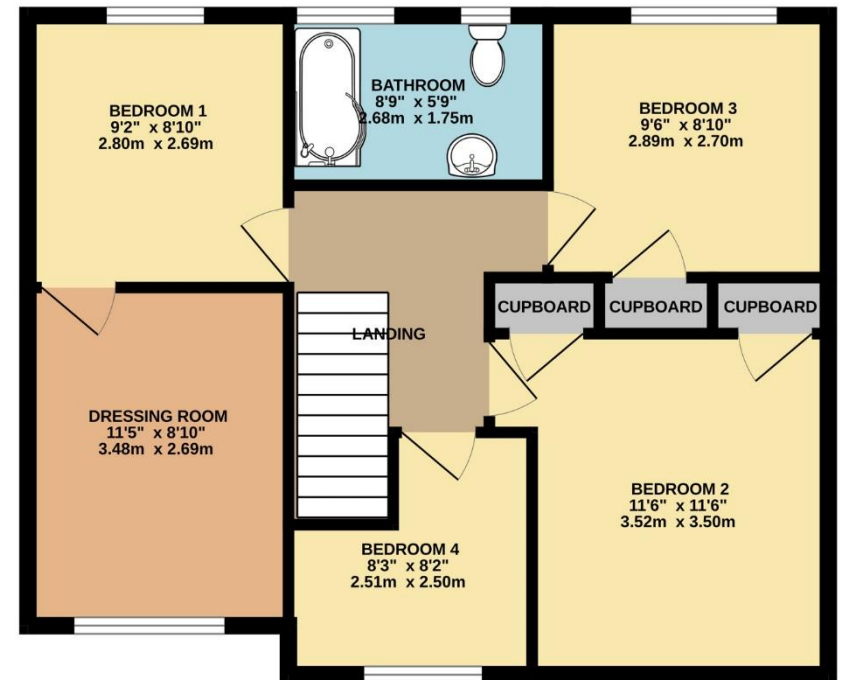 BEDROOM 1
9'2" x 8'10"
2.80m x 2.69m
BATHROOM
8'9" x 5'9"
2.68m x 1.75m
BEDROOM 3
9'6" x 8'10"
2.89m x 2.70m
CUPBOARD
CUPBOARD
CUPBOARD
LANDING
DRESSING ROOM
11'5" x 8'10"
3.48m x 2.69m
BEDROOM 2
11'6" x 11'6"
3.52m x 3.50m
BEDROOM 4
8'3" x 8'2"
2.51m x 2.50m